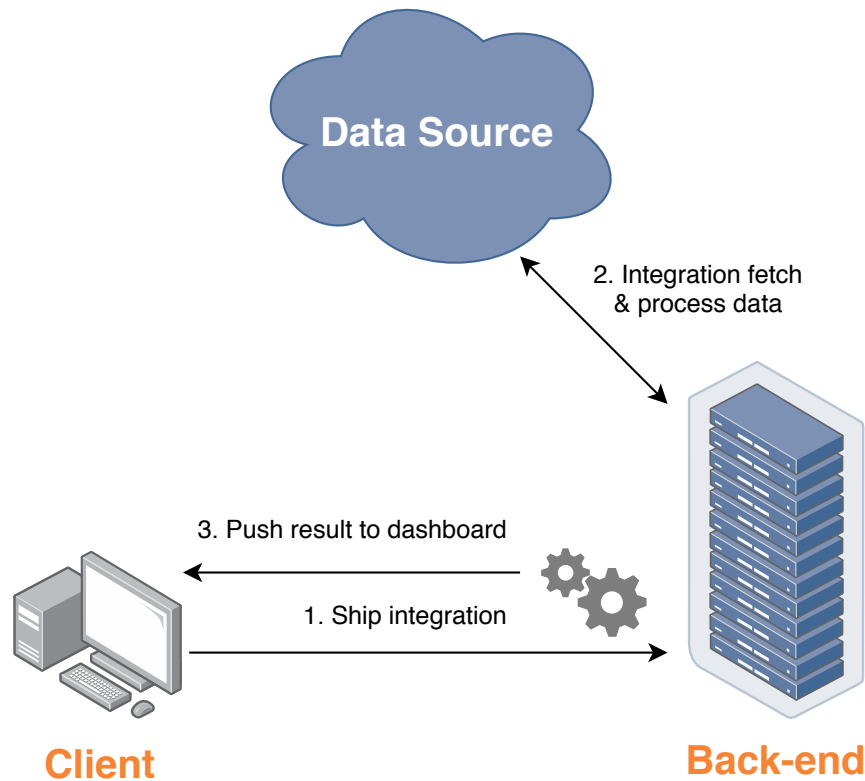 Data Source
2. Integration fetch
& process data
3. Push result to dashboard
1. Ship integration
Client
Back-end